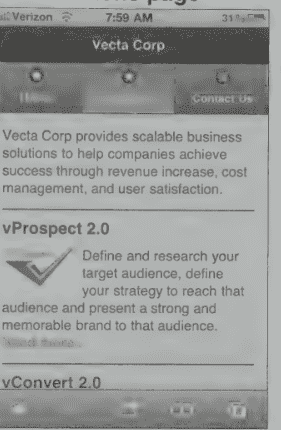 Verizon 7:59 AM 31%
Vecta Corp
Home Contact Us
Vecta Corp provides scalable business
solutions to help companies achieve
success through revenue increase, cost
management, and user satisfaction.
vProspect 2.0
Define and research your
target audience, define
your strategy to reach that
audience and present a strong and
memorable brand to that audience.
vConvert 2.0